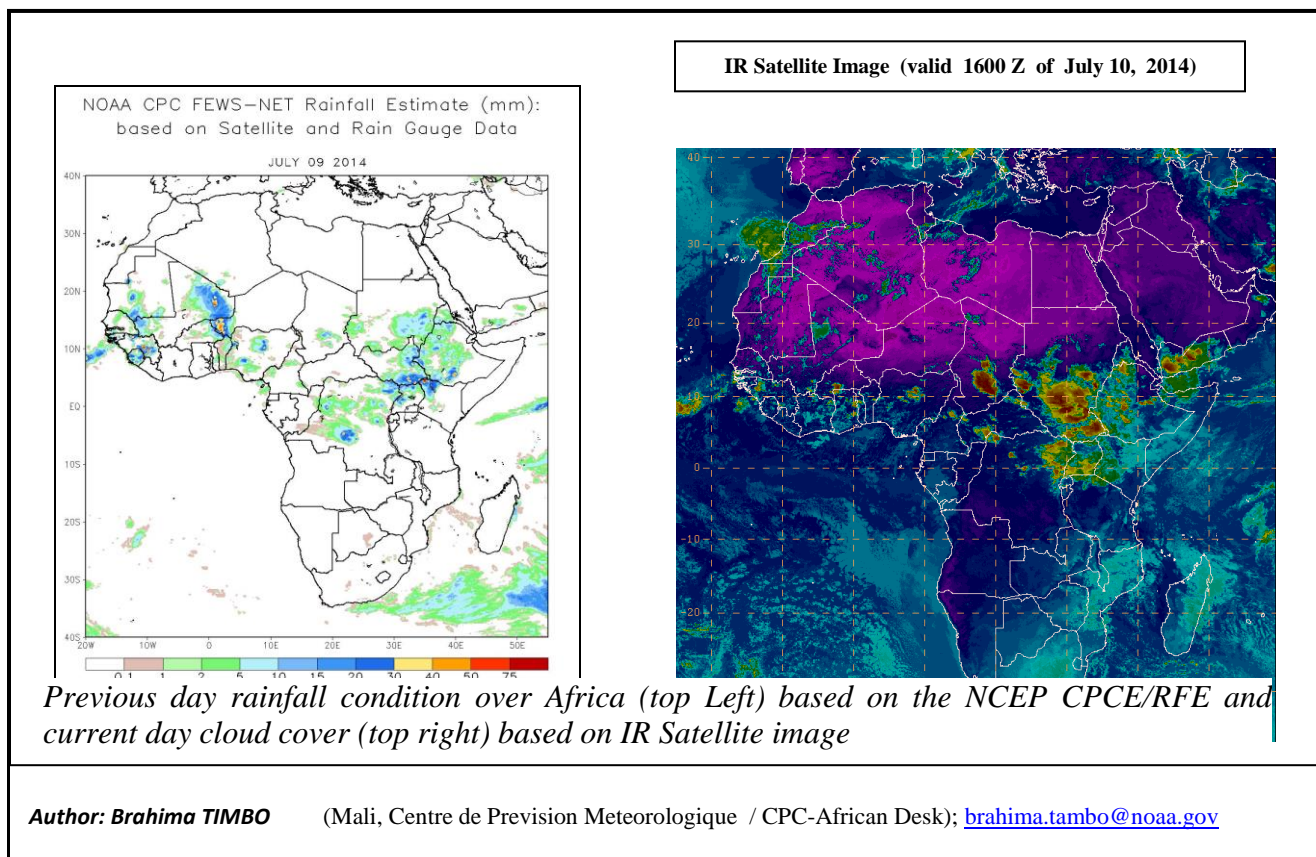 IR Satellite Image (valid 1600 Z of July 10, 2014)
NOAA CPC FEWS-NET Rainfall Estimate (mm):
based on Satellite and Rain Gauge Data
JULY 09 2014
40N
30N
20N
10N
EQ
10S
20S
30S
40S
20W 10W 0 10E 20E 30E 40E 50E
0.1 1 2 5 10 15 20 30 40 50 75
40
30
20
10
0
-10
-20
Previous day rainfall condition over Africa (top Left) based on the NCEP CPCE/RFE and
current day cloud cover (top right) based on IR Satellite image
Author: Brahima TIMBO (Mali, Centre de Prevision Meteorologique / CPC-African Desk); brahima.tambo@noaa.gov